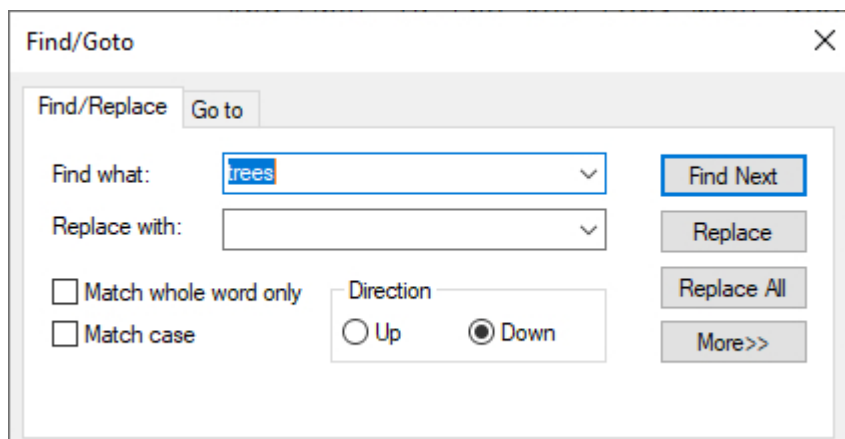 Find/Goto
Find/Replace Go to
Find what: trees Find Next
Replace with: Replace
Match whole word only Direction Replace All
Match case Up Down More>>